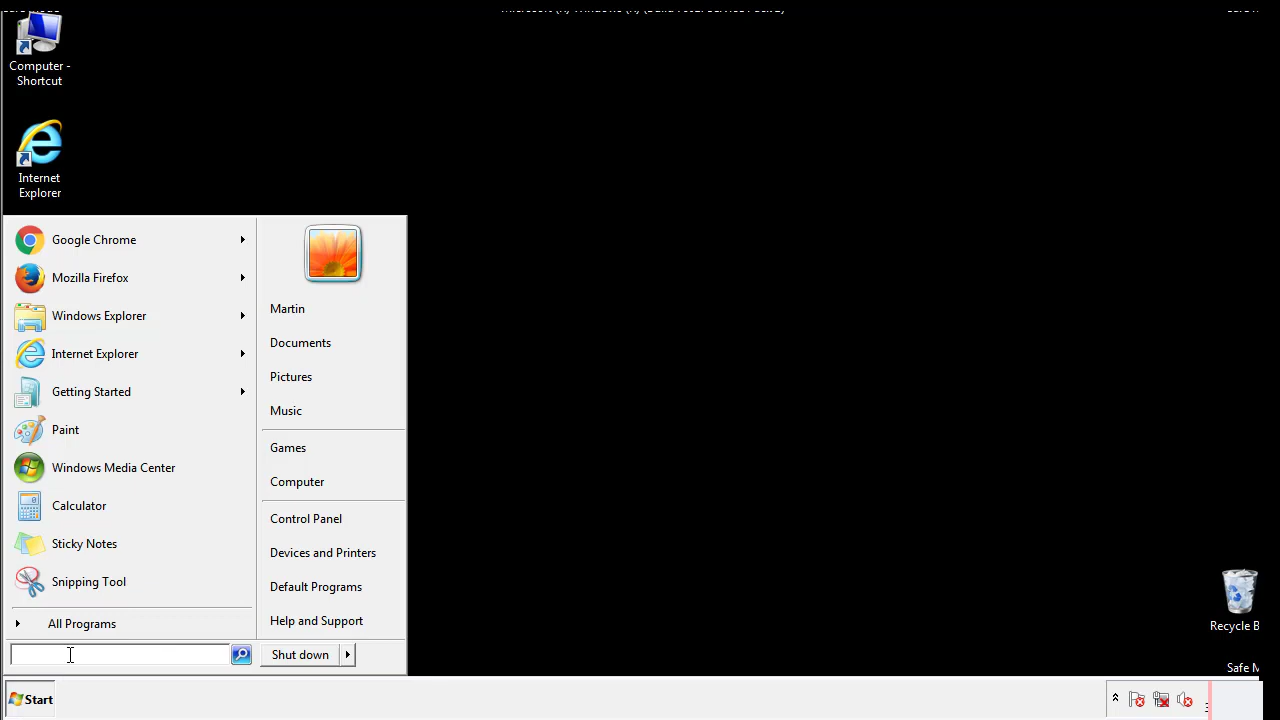 Computer -
Shortcut
Internet
Explorer
Google Chrome
Mozilla Firefox
Windows Explorer
Internet Explorer
Getting Started
Paint
Windows Media Center
Calculator
Sticky Notes
Snipping Tool
All Programs
Martin
Documents
Pictures
Music
Games
Computer
Control Panel
Devices and Printers
Default Programs
Help and Support
Shut down
Recycle B
Safe M
Start